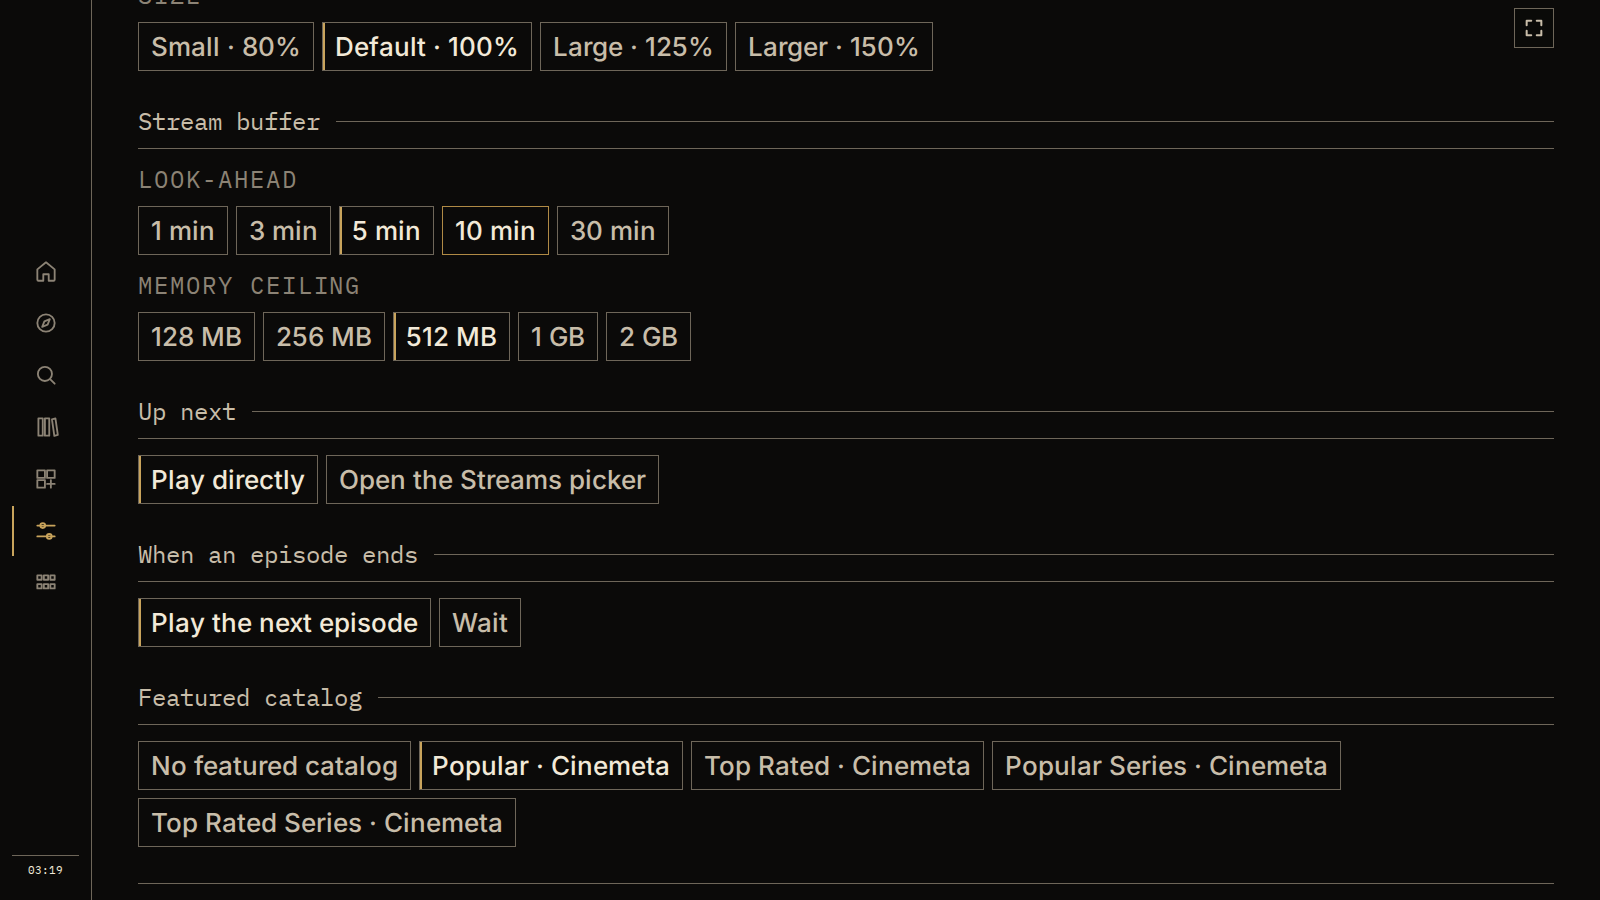 SIZE
Small · 80% Default · 100% Large · 125% Larger · 150%
Stream buffer
LOOK-AHEAD
1 min 3 min 5 min 10 min 30 min
MEMORY CEILING
128 MB 256 MB 512 MB 1 GB 2 GB
Up next
Play directly Open the Streams picker
When an episode ends
Play the next episode Wait
Featured catalog
No featured catalog Popular · Cinemeta Top Rated · Cinemeta Popular Series · Cinemeta
Top Rated Series · Cinemeta
03:19